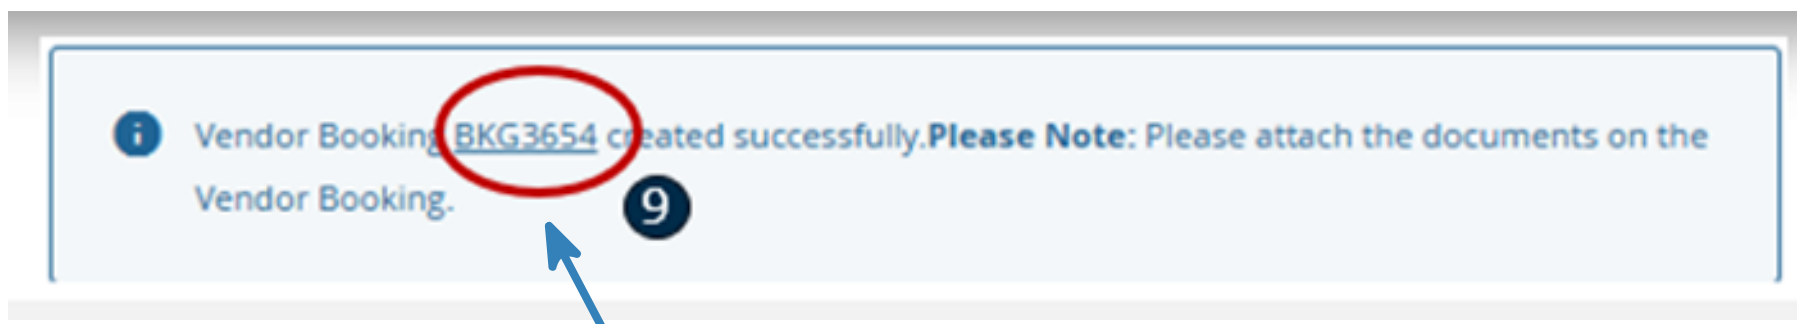 Vendor Booking BKG3654 created successfully.Please Note: Please attach the documents on the
Vendor Booking.
9